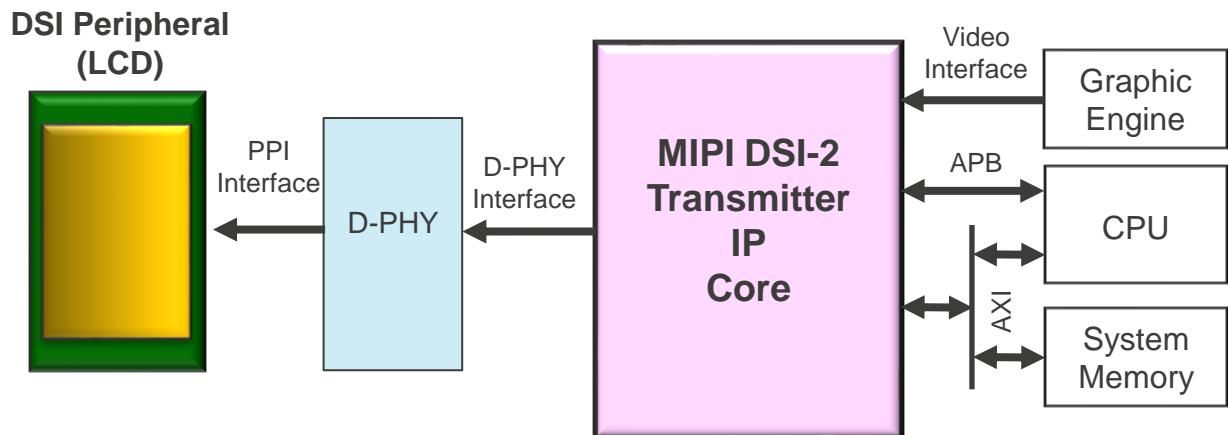 DSI Peripheral
(LCD)
PPI
Interface
D-PHY
D-PHY
Interface
MIPI DSI-2
Transmitter
IP
Core
Video
Interface
Graphic
Engine
APB
CPU
AXI
System
Memory